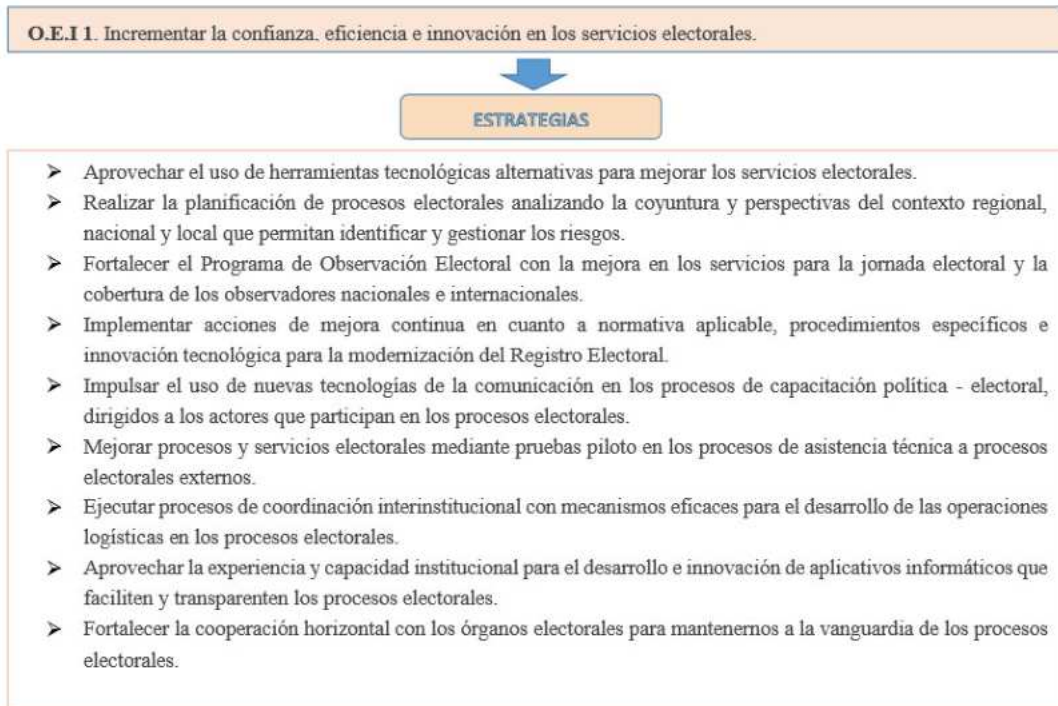 O.E.I 1. Incrementar la confianza, eficiencia e innovación en los servicios electorales.
ESTRATEGIAS
➤ Aprovechar el uso de herramientas tecnológicas alternativas para mejorar los servicios electorales.
➤ Realizar la planificación de procesos electorales analizando la coyuntura y perspectivas del contexto regional,
nacional y local que permitan identificar y gestionar los riesgos.
➤ Fortalecer el Programa de Observación Electoral con la mejora en los servicios para la jornada electoral y la
cobertura de los observadores nacionales e internacionales.
➤ Implementar acciones de mejora continua en cuanto a normativa aplicable, procedimientos específicos e
innovación tecnológica para la modernización del Registro Electoral.
➤ Impulsar el uso de nuevas tecnologías de la comunicación en los procesos de capacitación política - electoral,
dirigidos a los actores que participan en los procesos electorales.
➤ Mejorar procesos y servicios electorales mediante pruebas piloto en los procesos de asistencia técnica a procesos
electorales externos.
➤ Ejecutar procesos de coordinación interinstitucional con mecanismos eficaces para el desarrollo de las operaciones
logísticas en los procesos electorales.
➤ Aprovechar la experiencia y capacidad institucional para el desarrollo e innovación de aplicativos informáticos que
faciliten y transparenten los procesos electorales.
➤ Fortalecer la cooperación horizontal con los órganos electorales para mantenernos a la vanguardia de los procesos
electorales.